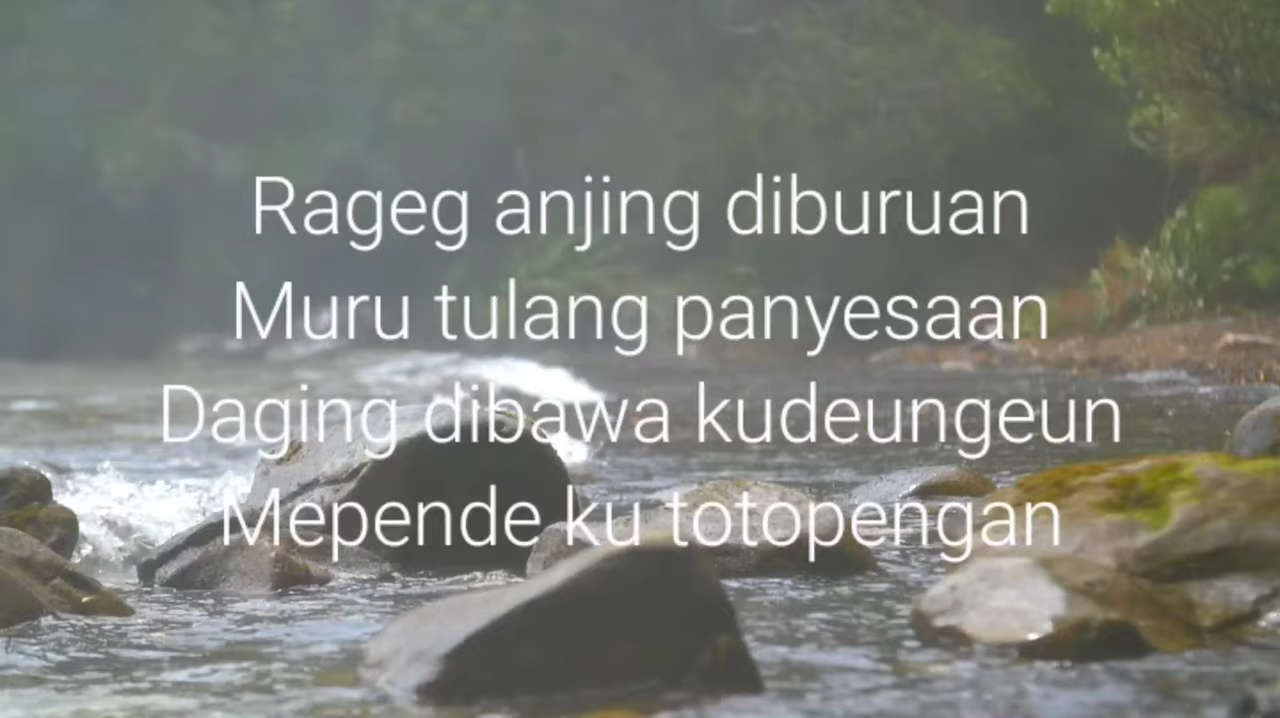 Rageg anjing diburuan
Muru tulang panyesaan
Daging dibawa kudeungeun
Mepende ku totopengan